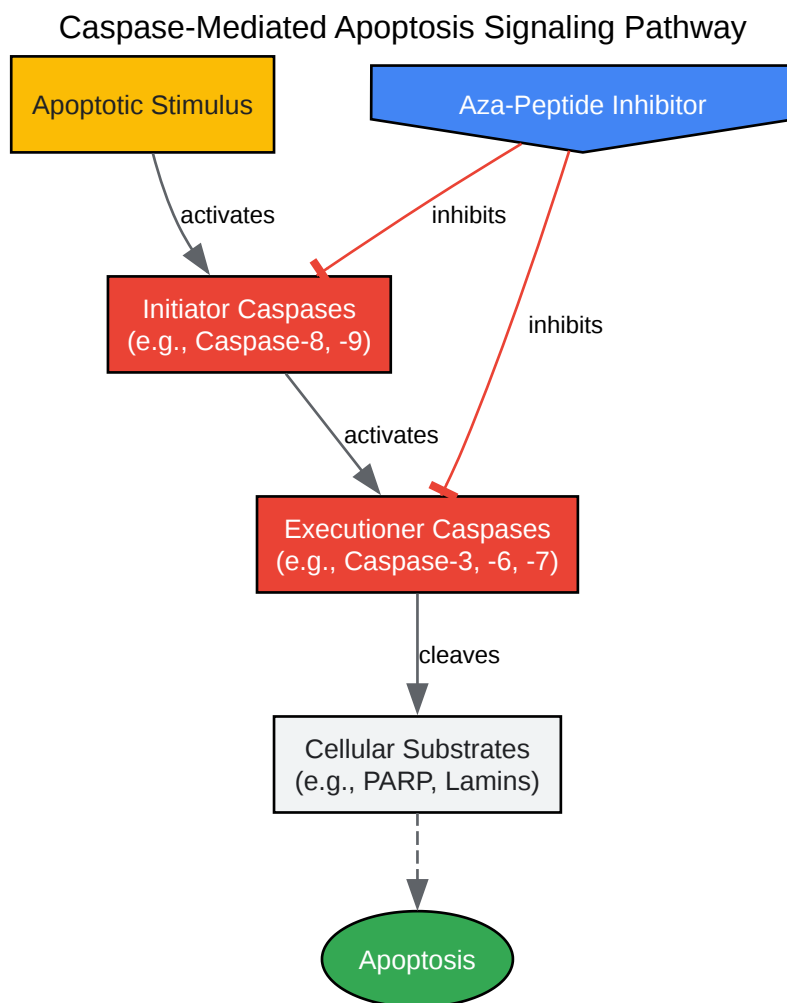 Caspase-Mediated Apoptosis Signaling Pathway
Apoptotic Stimulus
Aza-Peptide Inhibitor
activates
inhibits
Initiator Caspases
(e.g., Caspase-8, -9)
inhibits
activates
Executioner Caspases
(e.g., Caspase-3, -6, -7)
cleaves
Cellular Substrates
(e.g., PARP, Lamins)
Apoptosis